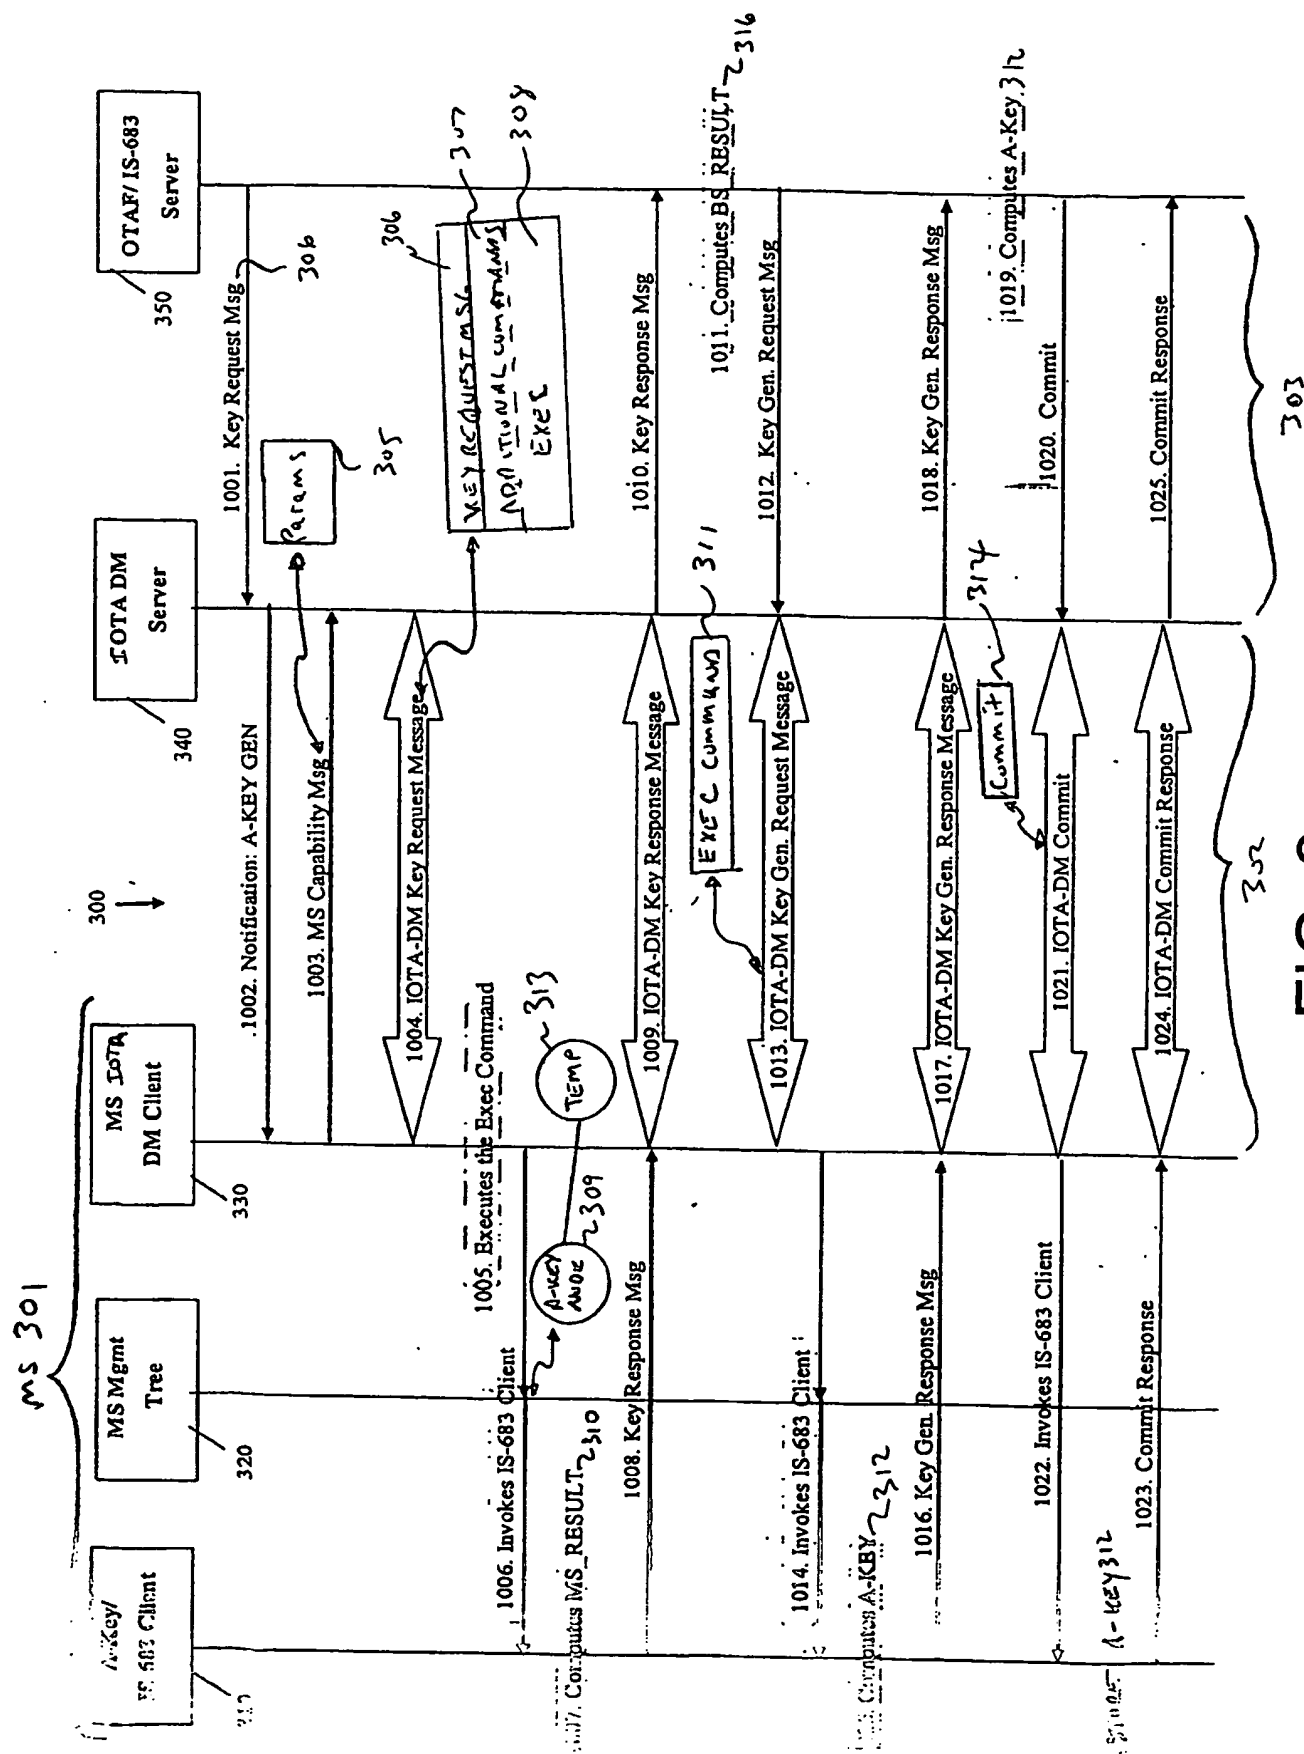 MS 301
A-Key/
IS-683 Client
MS Mgmt
Tree
320
MS IOTA
DM Client
330
300
IOTA DM
Server
340
OTAF/ IS-683
Server
350
1001. Key Request Msg
306
1002. Notification: A-KEY GEN
Params
305
1003. MS Capability Msg
1004. IOTA-DM Key Request Message
306
KEY REQUEST MSG
307
ADDITIONAL COMMANDS
EXEC
308
1005. Executes the Exec Command
1006. Invokes IS-683 Client
A-KEY
NODE
309
TEMP
313
1007. Computes MS_RESULT
310
1008. Key Response Msg
1009. IOTA-DM Key Response Message
1010. Key Response Msg
1011. Computes BS_RESULT
316
EXEC COMMAND
311
1012. Key Gen. Request Msg
1013. IOTA-DM Key Gen. Request Message
1014. Invokes IS-683 Client
Computes A-KEY
312
1016. Key Gen. Response Msg
1017. IOTA-DM Key Gen. Response Message
1018. Key Gen. Response Msg
1019. Computes A-Key
312
Commit
314
1020. Commit
1021. IOTA-DM Commit
1022. Invokes IS-683 Client
STORE A-KEY 312
1023. Commit Response
1024. IOTA-DM Commit Response
1025. Commit Response
302
303